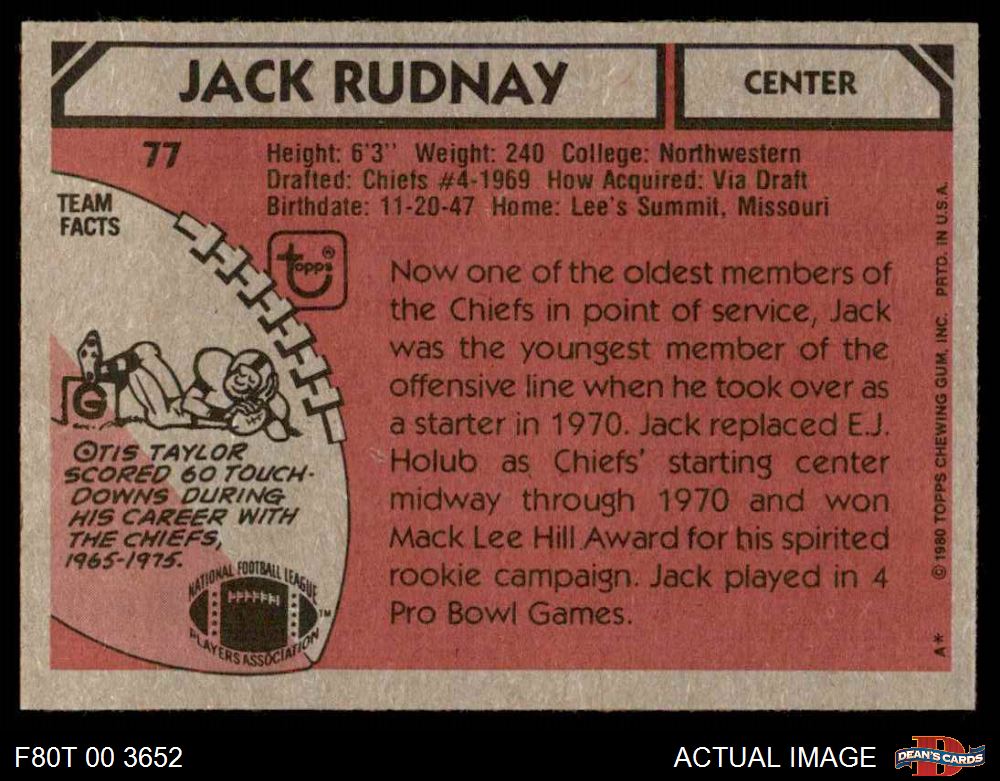 JACK RUDNAY
CENTER
77
Height: 6'3" Weight: 240 College: Northwestern
Drafted: Chiefs #4-1969 How Acquired: Via Draft
Birthdate: 11-20-47 Home: Lee's Summit, Missouri
TEAM
FACTS
topps®
Now one of the oldest members of
the Chiefs in point of service, Jack
was the youngest member of the
offensive line when he took over as
a starter in 1970. Jack replaced E.J.
Holub as Chiefs' starting center
midway through 1970 and won
Mack Lee Hill Award for his spirited
rookie campaign. Jack played in 4
Pro Bowl Games.
G
OTIS TAYLOR
SCORED 60 TOUCH-
DOWNS DURING
HIS CAREER WITH
THE CHIEFS,
1965-1975.
NATIONAL FOOTBALL LEAGUE
PLAYERS ASSOCIATION
™
A* © 1980 TOPPS CHEWING GUM, INC. PRTD. IN U.S.A.
F80T 00 3652
ACTUAL IMAGE
D
DEAN'S CARDS